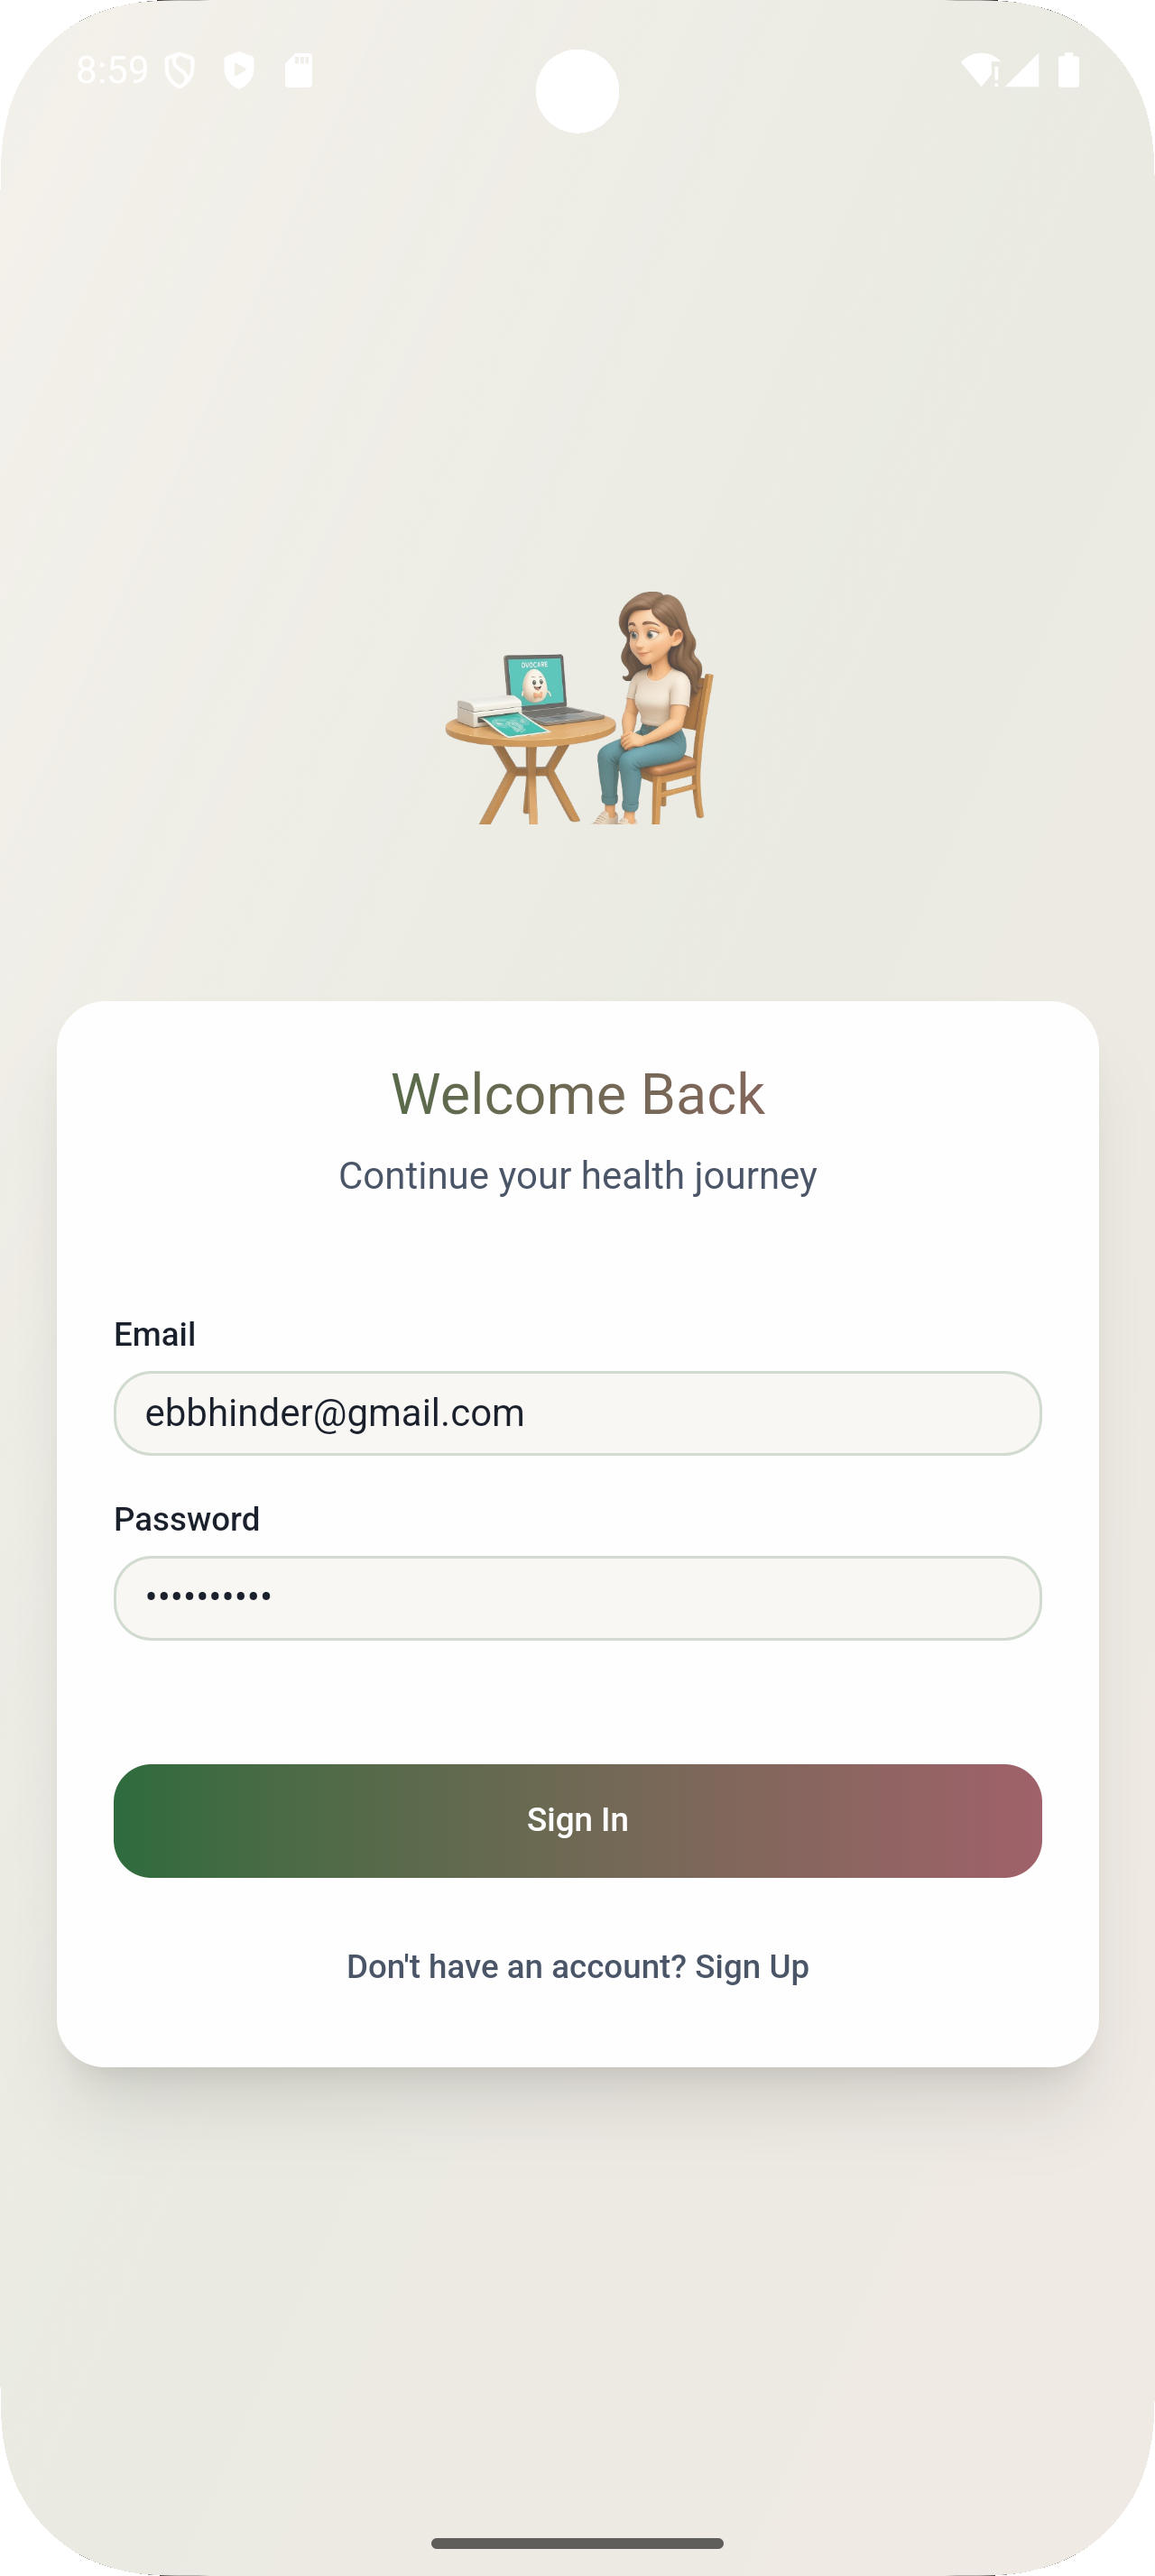 8:59
OVOCARE
Welcome Back
Continue your health journey
Email
ebbhinder@gmail.com
Password
••••••••••
Sign In
Don't have an account? Sign Up